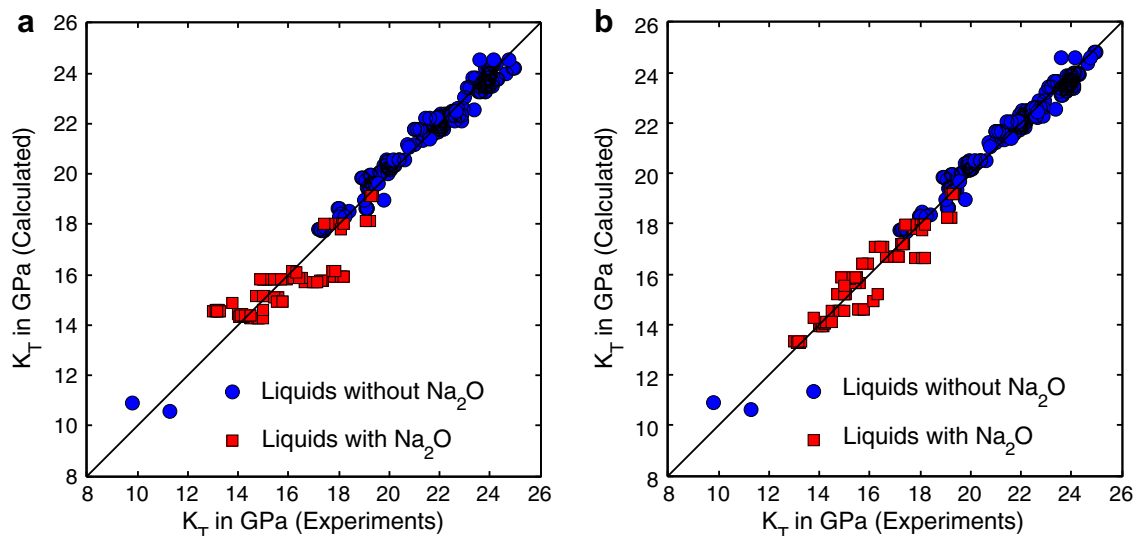 a
26
24
22
20
18
16
14
12
10
8
K_T in GPa (Calculated)
Liquids without Na₂O
Liquids with Na₂O
8 10 12 14 16 18 20 22 24 26
K_T in GPa (Experiments)
b
26
24
22
20
18
16
14
12
10
8
K_T in GPa (Calculated)
Liquids without Na₂O
Liquids with Na₂O
8 10 12 14 16 18 20 22 24 26
K_T in GPa (Experiments)